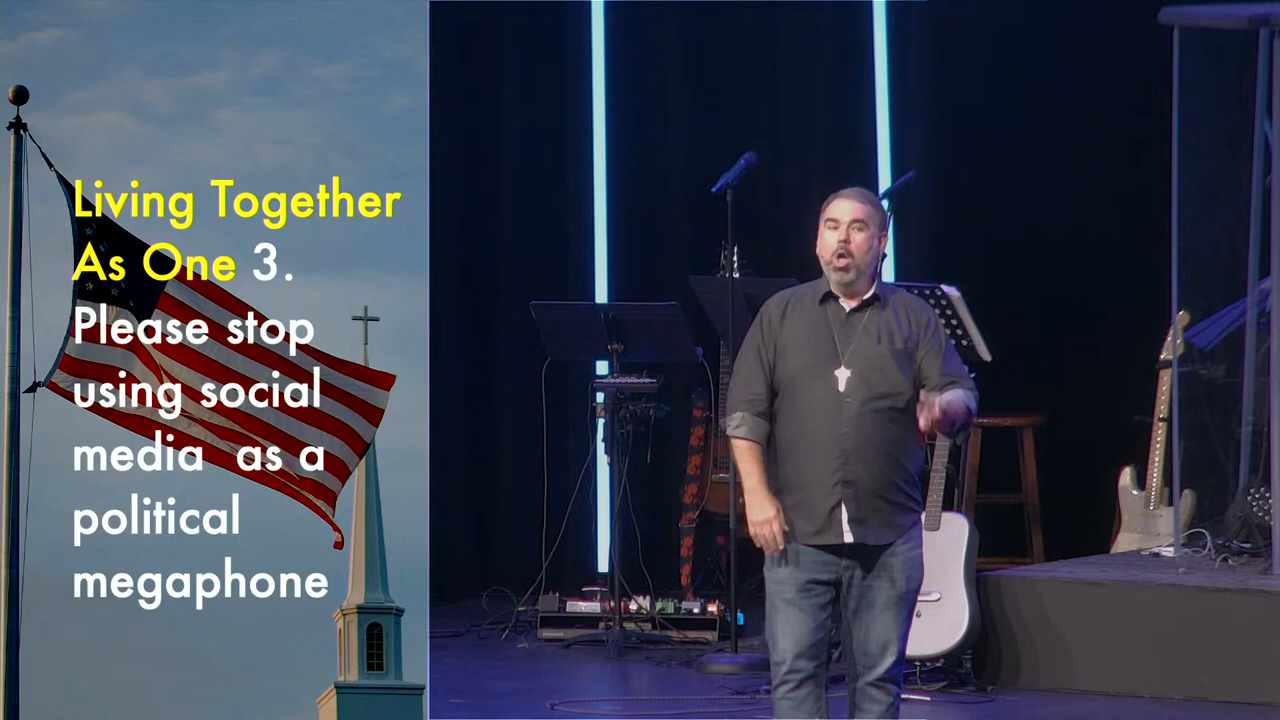 Living Together
As One 3.
Please stop
using social
media  as a
political
megaphone